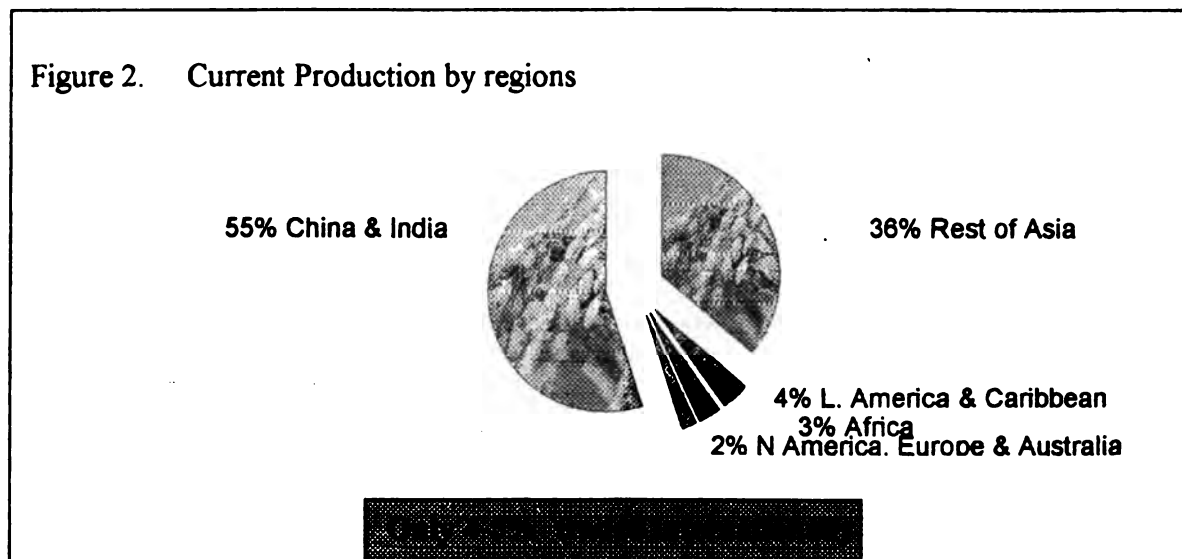 Figure 2. Current Production by regions
55% China & India
36% Rest of Asia
4% L. America & Caribbean
3% Africa
2% N America. Europe & Australia